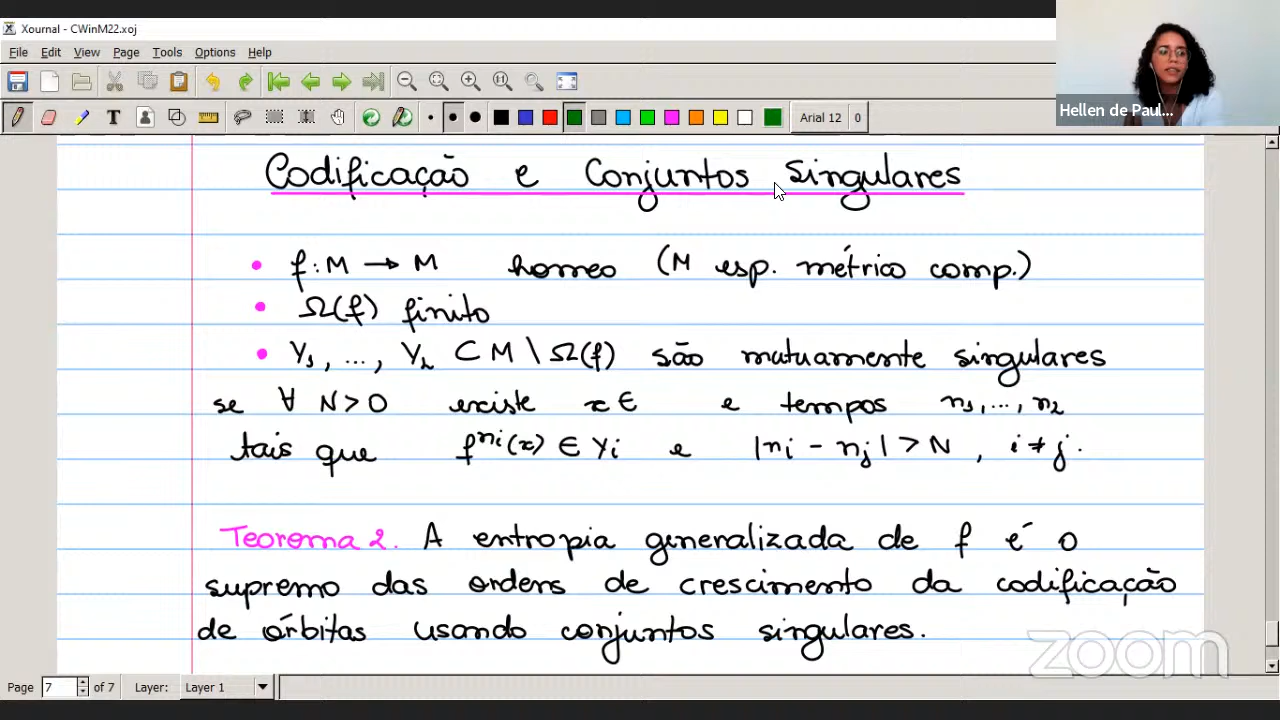 Xournal - CWinM22.xoj
File Edit View Page Tools Options Help
Arial 12 0
Hellen de Paul...
Codificação e Conjuntos Singulares
• f : M → M homeo (M esp. métrico comp.)
• Ω(f) finito
• Y₁, ..., Y₂ ⊂ M \ Ω(f) são mutuamente singulares
se ∀ N > 0 existe x ∈ e tempos n₁, ..., n₂
tais que fⁿⁱ(x) ∈ Yᵢ e |nᵢ - nⱼ| > N, i ≠ j.
Teorema 2. A entropia generalizada de f é o
supremo das ordens de crescimento da codificação
de órbitas usando conjuntos singulares.
zoom
Page 7 of 7 Layer: Layer 1